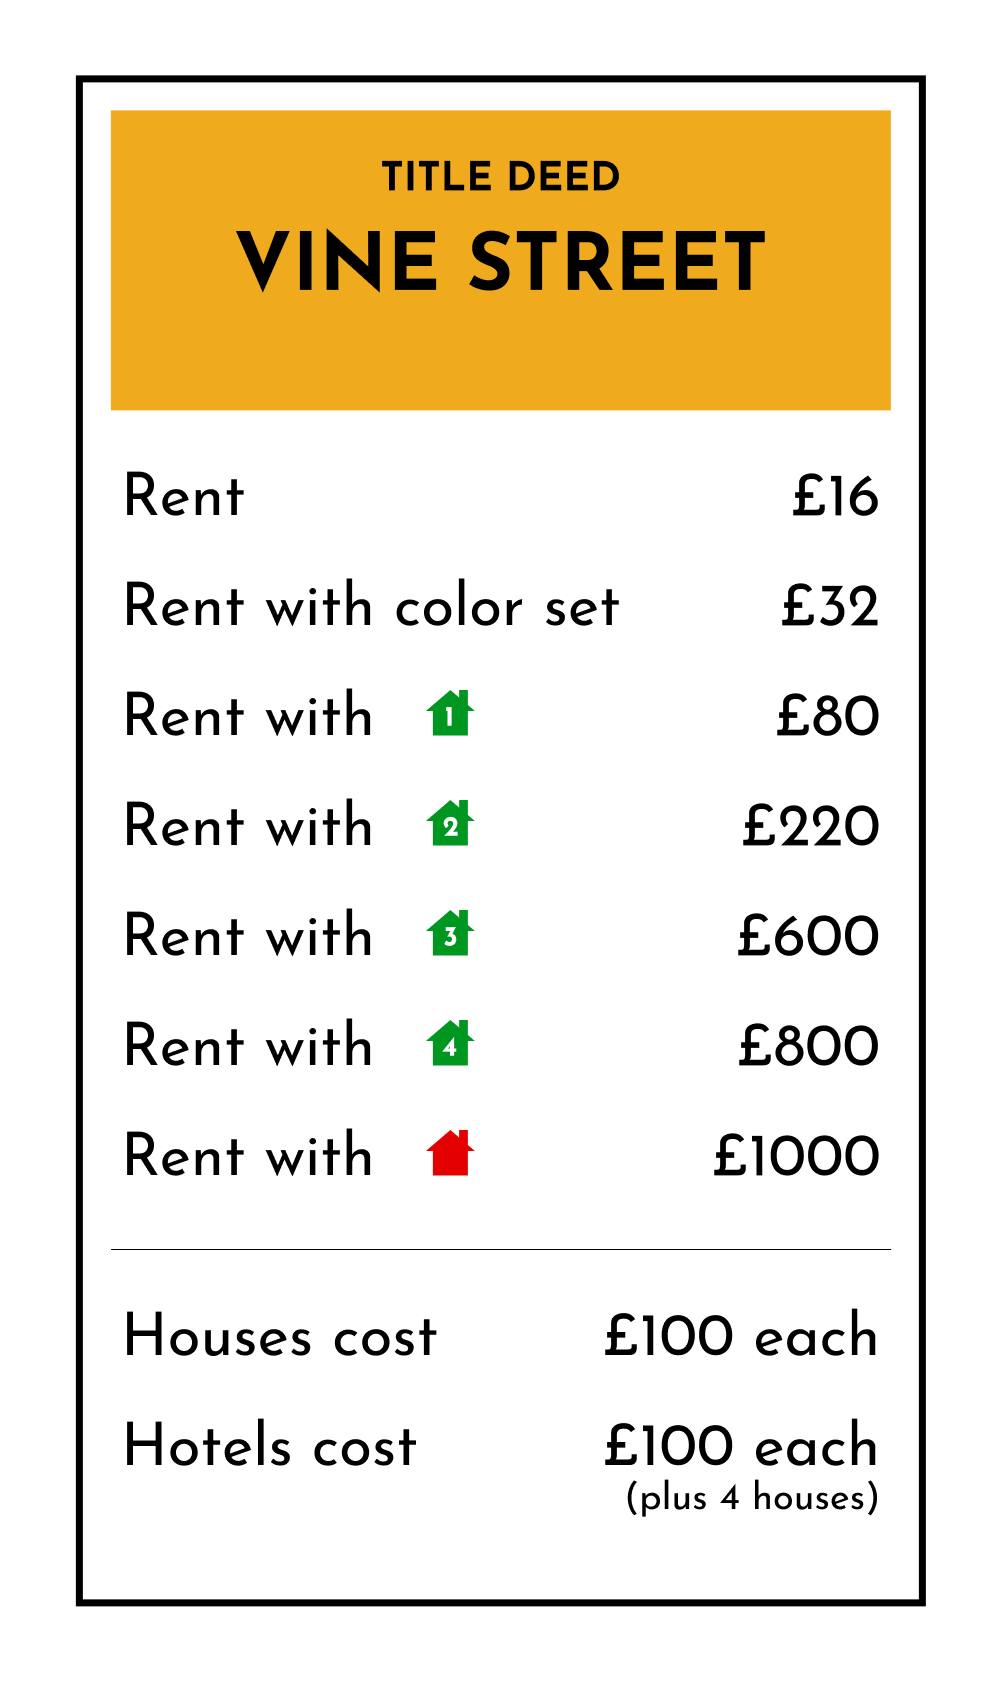 TITLE DEED
VINE STREET
Rent £16
Rent with color set £32
Rent with 1 £80
Rent with 2 £220
Rent with 3 £600
Rent with 4 £800
Rent with £1000
Houses cost £100 each
Hotels cost £100 each
(plus 4 houses)